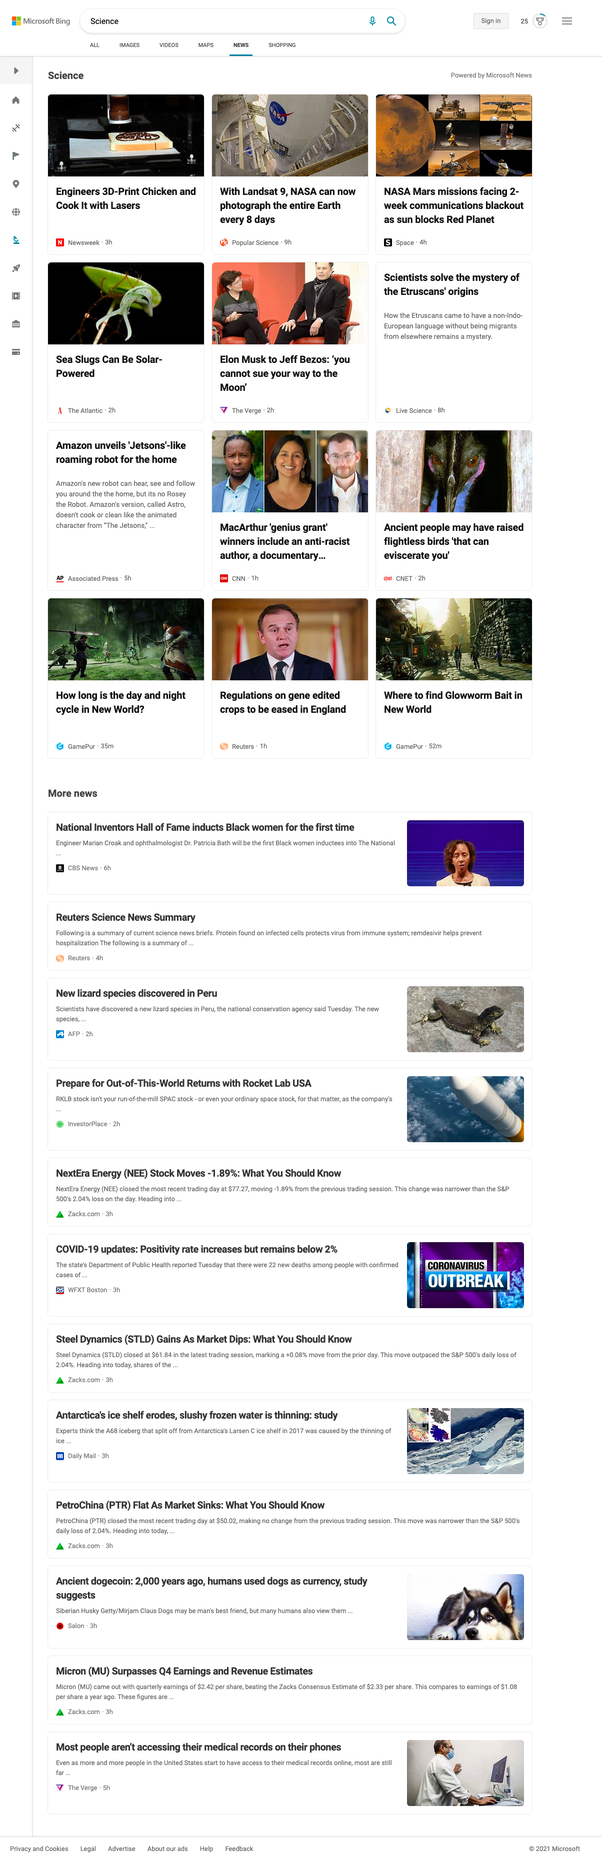 Microsoft Bing
Science
Sign in
25
ALL
IMAGES
VIDEOS
MAPS
NEWS
SHOPPING
Science
Powered by Microsoft News
Engineers 3D-Print Chicken and
Cook It with Lasers
Newsweek · 3h
With Landsat 9, NASA can now
photograph the entire Earth
every 8 days
Popular Science · 9h
NASA Mars missions facing 2-
week communications blackout
as sun blocks Red Planet
Space · 4h
Sea Slugs Can Be Solar-
Powered
The Atlantic · 2h
Elon Musk to Jeff Bezos: ‘you
cannot sue your way to the
Moon’
The Verge · 2h
Scientists solve the mystery of
the Etruscans' origins
How the Etruscans came to have a non-Indo-
European language without being migrants
from elsewhere remains a mystery.
Live Science · 8h
Amazon unveils 'Jetsons'-like
roaming robot for the home
Amazon's new robot can hear, see and follow
you around the the home, but its no Rosey
the Robot. Amazon's version, called Astro,
doesn't cook or clean like the animated
character from “The Jetsons,” ...
AP
Associated Press · 5h
MacArthur 'genius grant'
winners include an anti-racist
author, a documentary…
CNN · 1h
Ancient people may have raised
flightless birds 'that can
eviscerate you'
CNET · 2h
How long is the day and night
cycle in New World?
GamePur · 35m
Regulations on gene edited
crops to be eased in England
Reuters · 1h
Where to find Glowworm Bait in
New World
GamePur · 52m
More news
National Inventors Hall of Fame inducts Black women for the first time
Engineer Marian Croak and ophthalmologist Dr. Patricia Bath will be the first Black women inductees into The National
...
CBS News · 6h
Reuters Science News Summary
Following is a summary of current science news briefs. Protein found on infected cells protects virus from immune system; remdesivir helps prevent
hospitalization The following is a summary of ...
Reuters · 4h
New lizard species discovered in Peru
Scientists have discovered a new lizard species in Peru, the national conservation agency said Tuesday. The new
species, ...
AFP · 2h
Prepare for Out-of-This-World Returns with Rocket Lab USA
RKLB stock isn't your run-of-the-mill SPAC stock - or even your ordinary space stock, for that matter, as the company's
...
InvestorPlace · 2h
NextEra Energy (NEE) Stock Moves -1.89%: What You Should Know
NextEra Energy (NEE) closed the most recent trading day at $77.27, moving -1.89% from the previous trading session. This change was narrower than the S&P
500's 2.04% loss on the day. Heading into ...
Zacks.com · 3h
COVID-19 updates: Positivity rate increases but remains below 2%
The state's Department of Public Health reported Tuesday that there were 22 new deaths among people with confirmed
cases of ...
WFXT Boston · 3h
CORONAVIRUS
OUTBREAK
Steel Dynamics (STLD) Gains As Market Dips: What You Should Know
Steel Dynamics (STLD) closed at $61.84 in the latest trading session, marking a +0.08% move from the prior day. This move outpaced the S&P 500's daily loss of
2.04%. Heading into today, shares of the ...
Zacks.com · 3h
Antarctica's ice shelf erodes, slushy frozen water is thinning: study
Experts think the A68 iceberg that split off from Antarctica's Larsen C ice shelf in 2017 was caused by the thinning of
ice ...
Daily Mail · 3h
PetroChina (PTR) Flat As Market Sinks: What You Should Know
PetroChina (PTR) closed the most recent trading day at $50.02, making no change from the previous trading session. This move was narrower than the S&P 500's
daily loss of 2.04%. Heading into today, ...
Zacks.com · 3h
Ancient dogecoin: 2,000 years ago, humans used dogs as currency, study
suggests
Siberian Husky Getty/Mirjam Claus Dogs may be man's best friend, but many humans also view them ...
Salon · 3h
Micron (MU) Surpasses Q4 Earnings and Revenue Estimates
Micron (MU) came out with quarterly earnings of $2.42 per share, beating the Zacks Consensus Estimate of $2.33 per share. This compares to earnings of $1.08
per share a year ago. These figures are ...
Zacks.com · 3h
Most people aren’t accessing their medical records on their phones
Even as more and more people in the United States start to have access to their medical records online, most are still
far ...
The Verge · 5h
Privacy and Cookies
Legal
Advertise
About our ads
Help
Feedback
© 2021 Microsoft